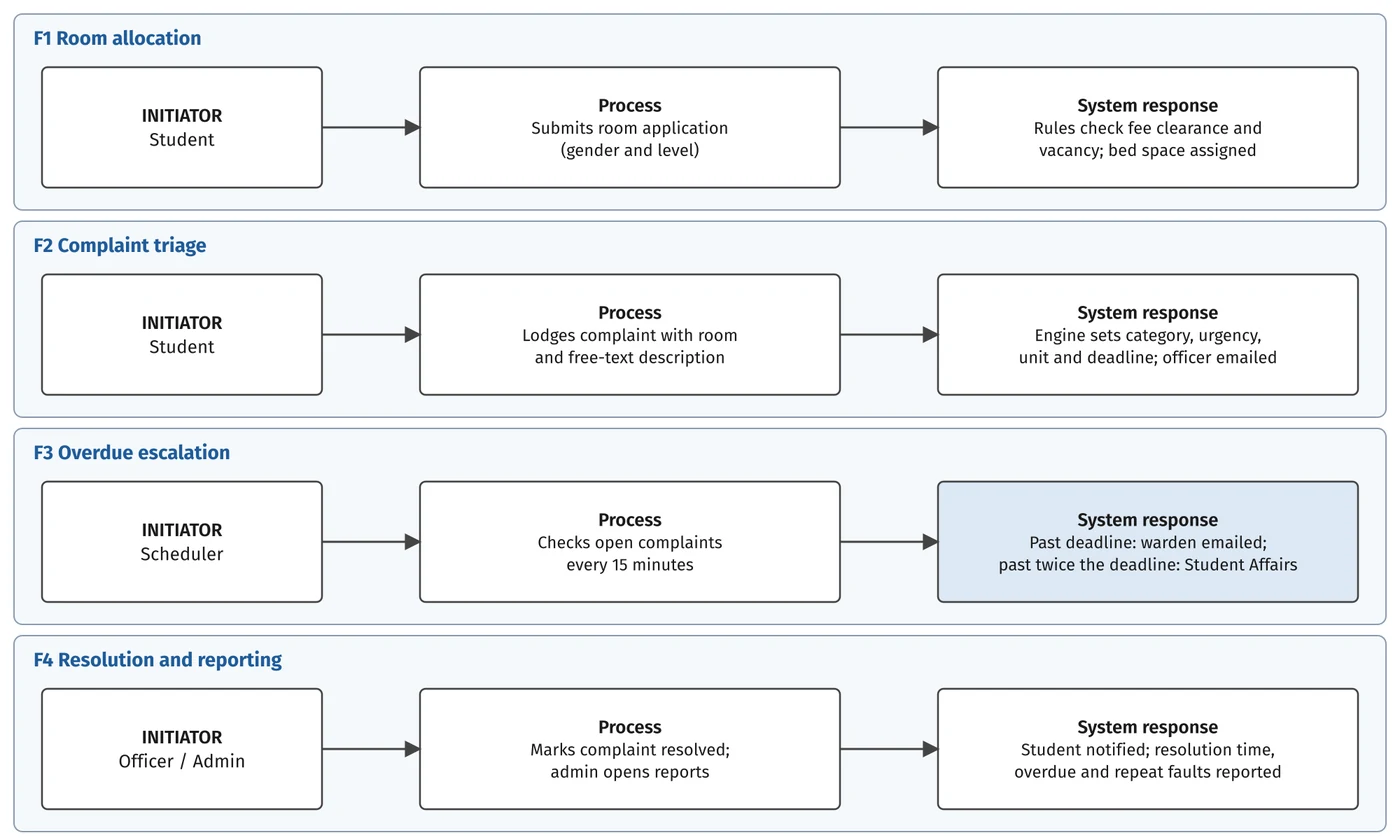 F1 Room allocation
INITIATOR
Student
Process
Submits room application
(gender and level)
System response
Rules check fee clearance and
vacancy; bed space assigned
F2 Complaint triage
INITIATOR
Student
Process
Lodges complaint with room
and free-text description
System response
Engine sets category, urgency,
unit and deadline; officer emailed
F3 Overdue escalation
INITIATOR
Scheduler
Process
Checks open complaints
every 15 minutes
System response
Past deadline: warden emailed;
past twice the deadline: Student Affairs
F4 Resolution and reporting
INITIATOR
Officer / Admin
Process
Marks complaint resolved;
admin opens reports
System response
Student notified; resolution time,
overdue and repeat faults reported